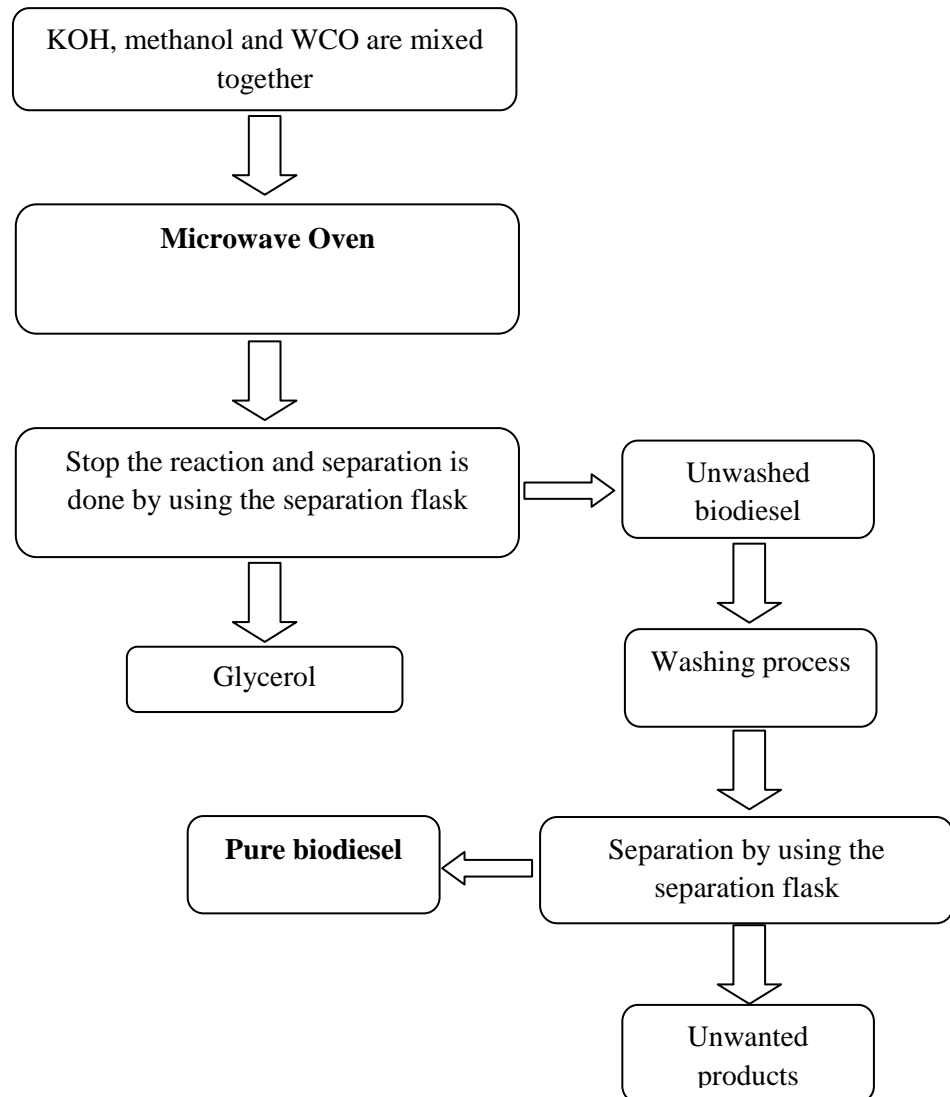 KOH, methanol and WCO are mixed
together
Microwave Oven
Stop the reaction and separation is
done by using the separation flask
Unwashed
biodiesel
Glycerol
Washing process
Pure biodiesel
Separation by using the
separation flask
Unwanted
products